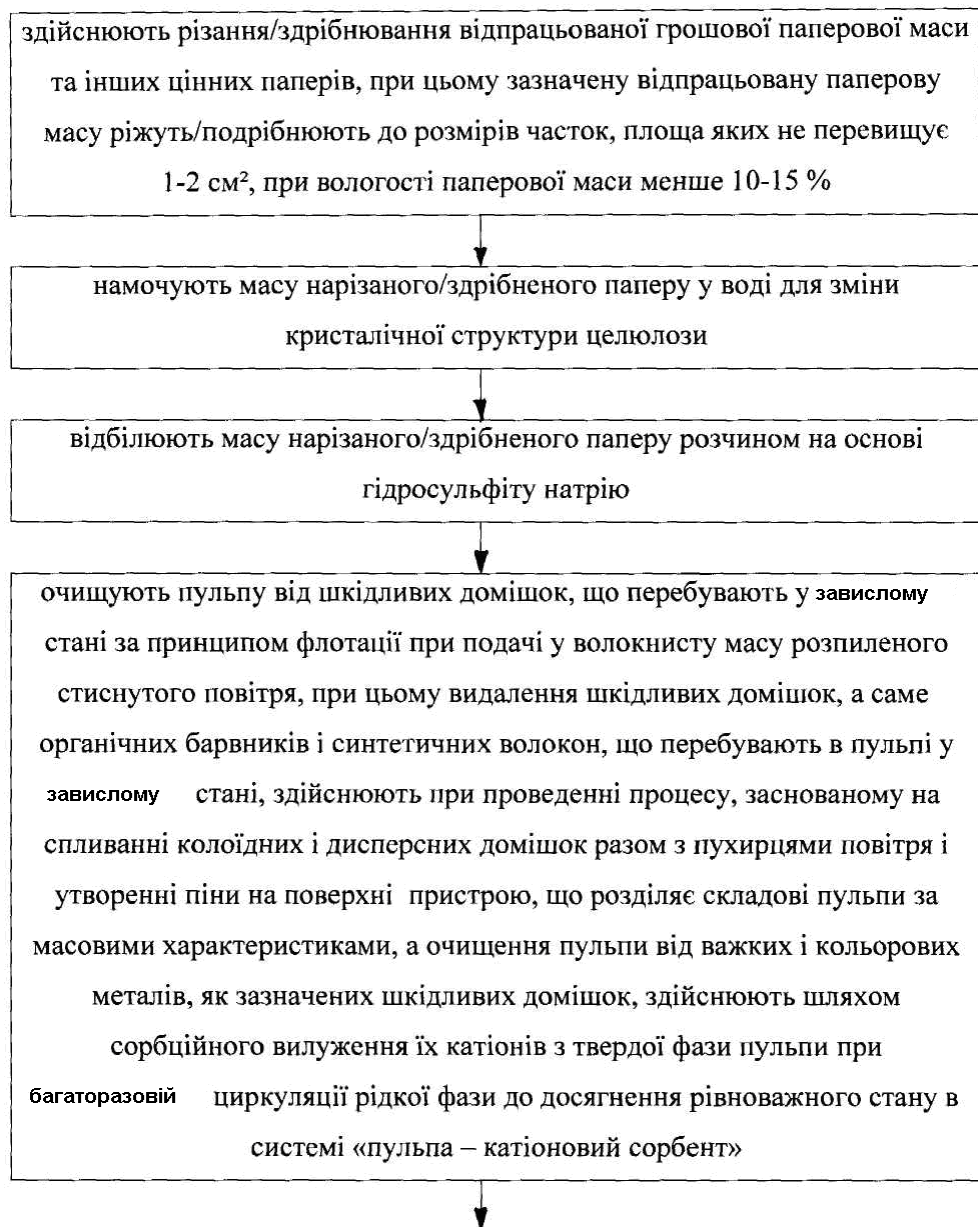 здійснюють різання/здрібнювання відпрацьованої грошової паперової маси
та інших цінних паперів, при цьому зазначену відпрацьовану паперову
масу ріжуть/подрібнюють до розмірів часток, площа яких не перевищує
1-2 см², при вологості паперової маси менше 10-15 %
намочують масу нарізаного/здрібненого паперу у воді для зміни
кристалічної структури целюлози
відбілюють масу нарізаного/здрібненого паперу розчином на основі
гідросульфіту натрію
очищують пульпу від шкідливих домішок, що перебувають у завислому
стані за принципом флотації при подачі у волокнисту масу розпиленого
стиснутого повітря, при цьому видалення шкідливих домішок, а саме
органічних барвників і синтетичних волокон, що перебувають в пульпі у
завислому стані, здійснюють при проведенні процесу, заснованому на
спливанні колоїдних і дисперсних домішок разом з пухирцями повітря і
утворенні піни на поверхні пристрою, що розділяє складові пульпи за
масовими характеристиками, а очищення пульпи від важких і кольорових
металів, як зазначених шкідливих домішок, здійснюють шляхом
сорбційного вилуження їх катіонів з твердої фази пульпи при
багаторазовій циркуляції рідкої фази до досягнення рівноважного стану в
системі «пульпа – катіоновий сорбент»